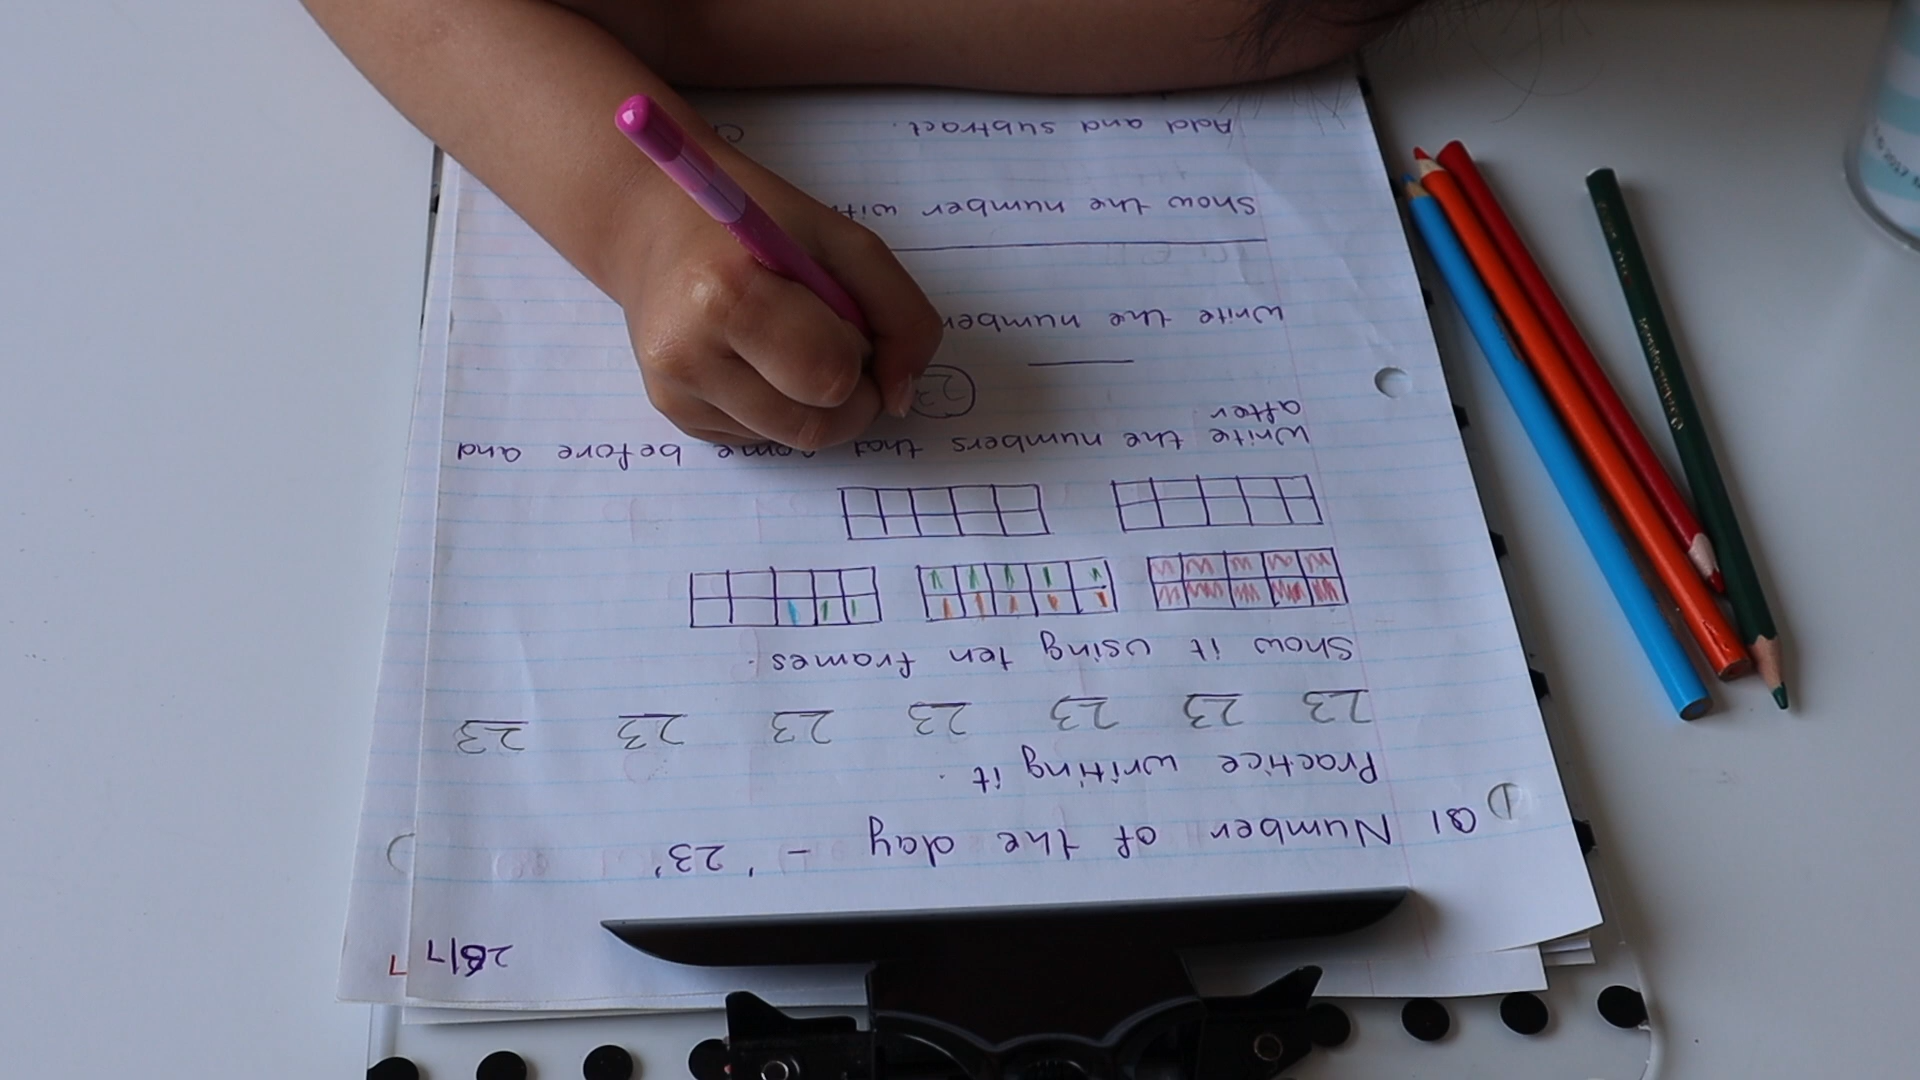 28/7
7
Q1 Number of the day - '23'
Practice writing it.
23 23 23 23 23 23 23
Show it using ten frames.
Write the numbers that come before and
after
23
Write the number
Show the number with
Add and subtract.